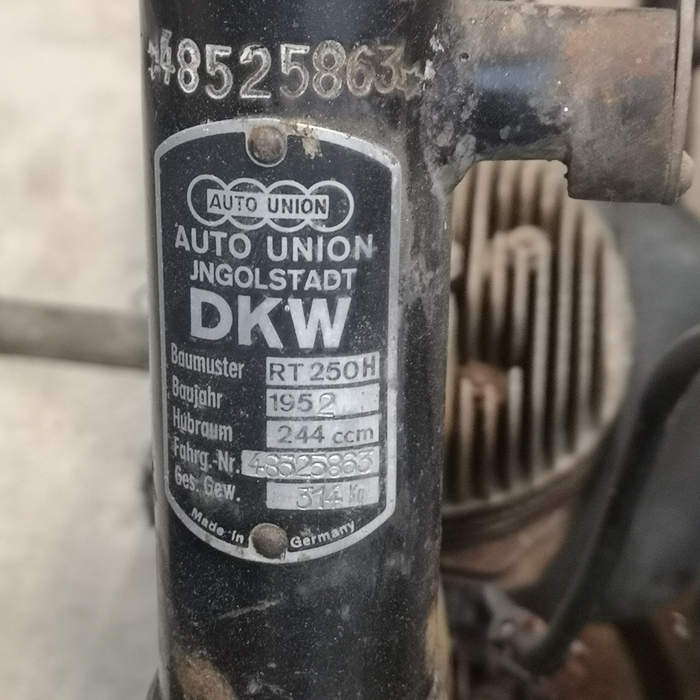 48525863
AUTO UNION
AUTO UNION
JNGOLSTADT
DKW
Baumuster RT 250H
Baujahr 1952
Hubraum 244 ccm
Fahrg.-Nr. 48525863
Ges. Gew. 314 Kg
Made in Germany